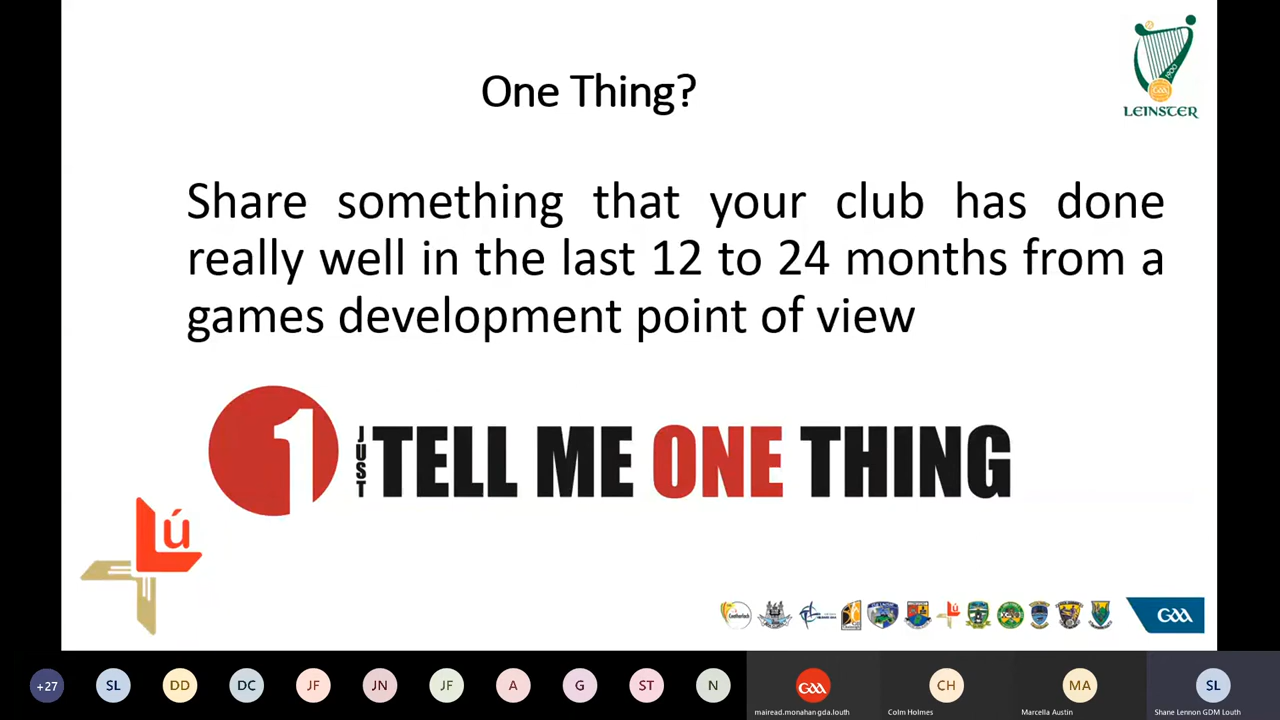 One Thing?
LEINSTER
Share something that your club has done
really well in the last 12 to 24 months from a
games development point of view
1 JUST TELL ME ONE THING
Lú
GAA
+27 SL DD DC JF JN JF A G ST N GAA CH MA SL
mairead.monahan gda.louth Colm Holmes Marcella Austin Shane Lennon GDM Louth